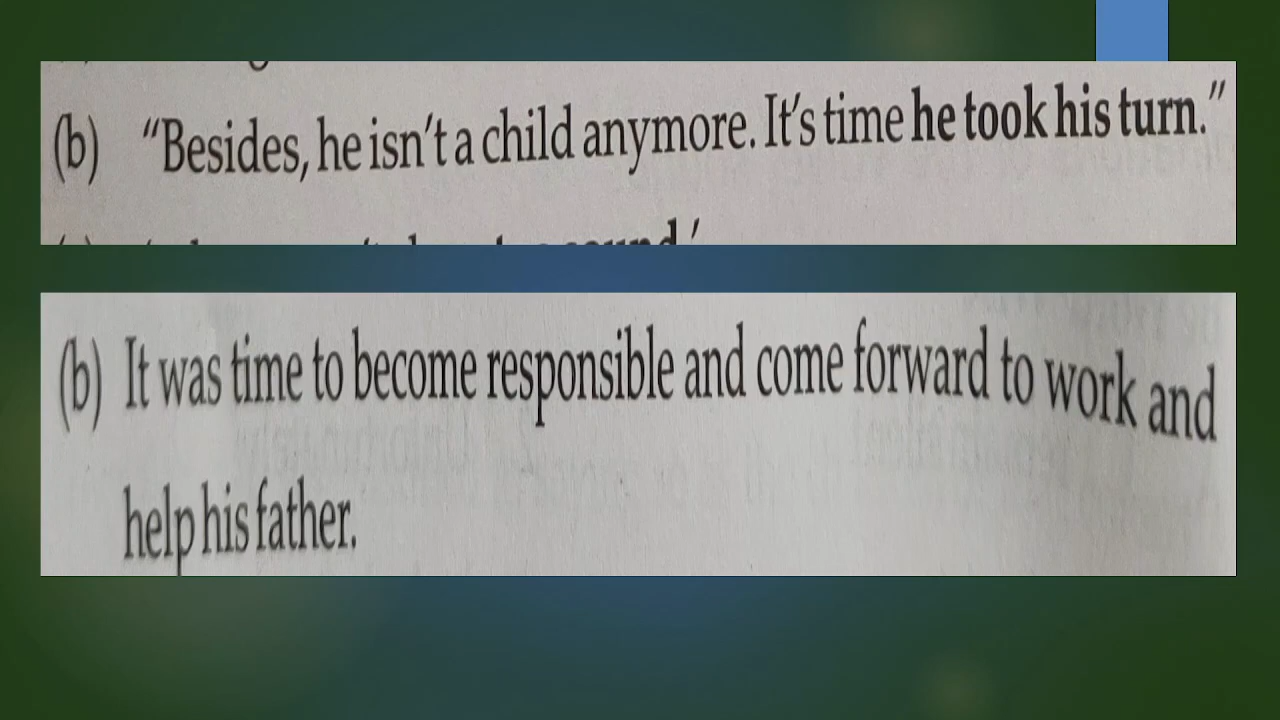 (b) "Besides, he isn't a child anymore. It's time he took his turn."
(b) It was time to become responsible and come forward to work and
help his father.